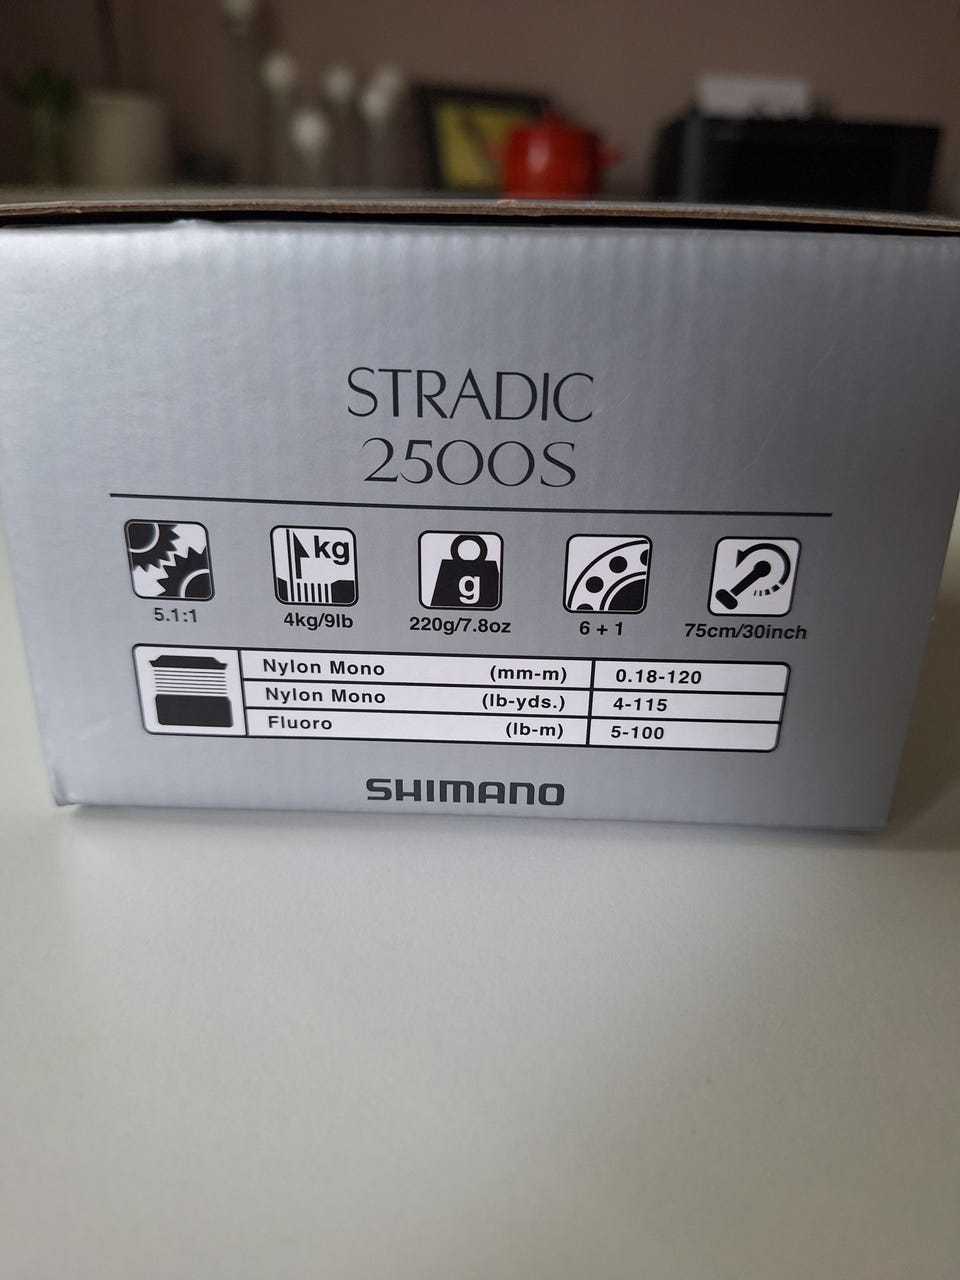 STRADIC
2500S
kg
g
5.1:1 4kg/9lb 220g/7.8oz 6 + 1 75cm/30inch
Nylon Mono (mm-m) 0.18-120
Nylon Mono (lb-yds.) 4-115
Fluoro (lb-m) 5-100
SHIMANO